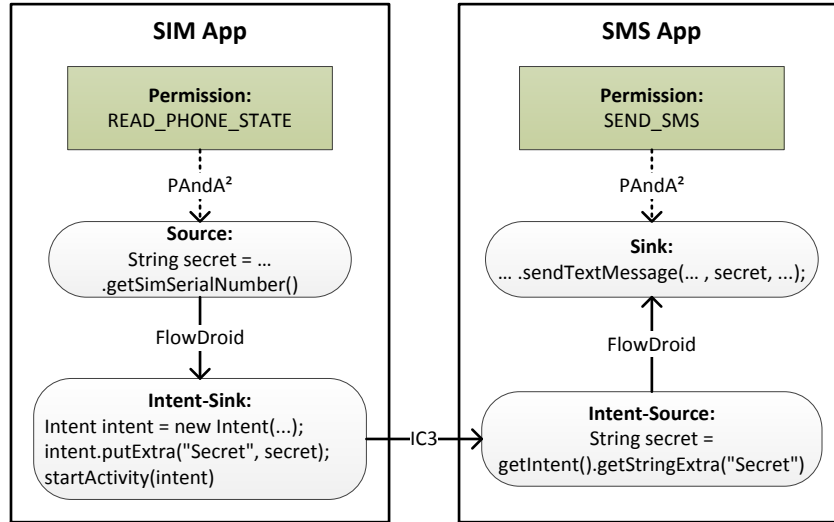 SIM App
Permission:
READ_PHONE_STATE
PAndA²
Source:
String secret = ...
.getSimSerialNumber()
FlowDroid
Intent-Sink:
Intent intent = new Intent(...);
intent.putExtra("Secret", secret);
startActivity(intent)
IC3
SMS App
Permission:
SEND_SMS
PAndA²
Sink:
... .sendTextMessage(... , secret, ...);
FlowDroid
Intent-Source:
String secret =
getIntent().getStringExtra("Secret")